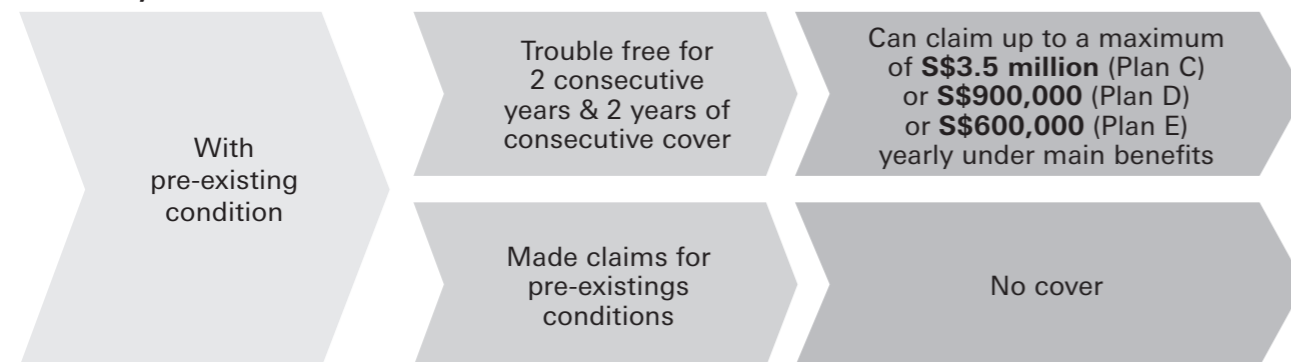 With
pre-existing
condition
Trouble free for
2 consecutive
years & 2 years of
consecutive cover
Can claim up to a maximum
of S$3.5 million (Plan C)
or S$900,000 (Plan D)
or S$600,000 (Plan E)
yearly under main benefits
Made claims for
pre-existings
conditions
No cover